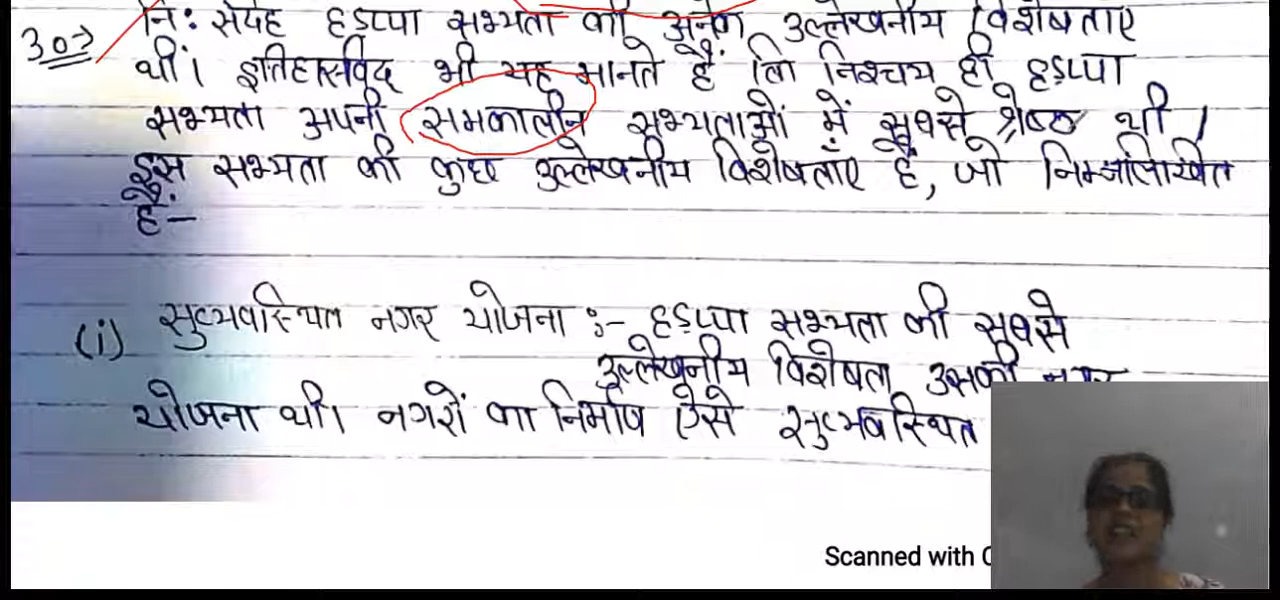 उ०→ नि: संदेह हड़प्पा सभ्यता की अनेक उल्लेखनीय विशेषताएँ
थीं। इतिहासविद् भी यह मानते हैं कि निश्चय ही हड़प्पा
सभ्यता अपनी समकालीन सभ्यताओं में सबसे श्रेष्ठ थी।
इस सभ्यता की कुछ उल्लेखनीय विशेषताएँ हैं, जो निम्नलिखित
हैं:-
(i) सुव्यवस्थित नगर योजना :- हड़प्पा सभ्यता की सबसे
उल्लेखनीय विशेषता उसकी नगर
योजना थी। नगरों का निर्माण ऐसे सुव्यवस्थित
Scanned with